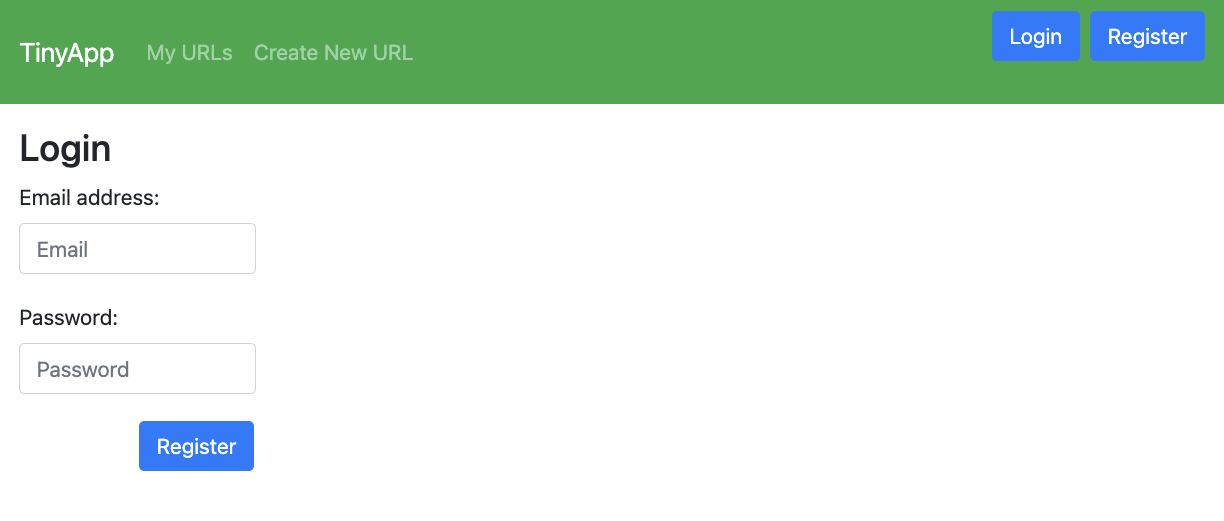 TinyApp My URLs Create New URL Login Register
Login
Email address:
Email
Password:
Password
Register